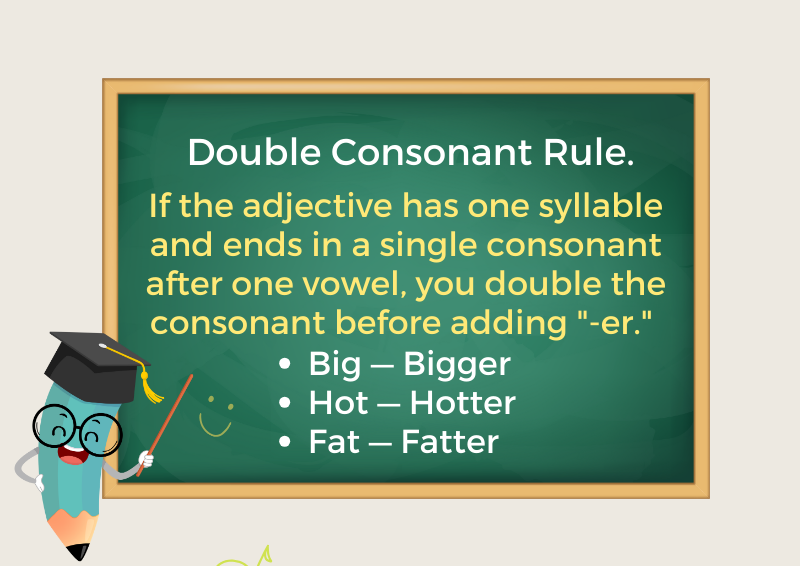 Double Consonant Rule.
If the adjective has one syllable
and ends in a single consonant
after one vowel, you double the
consonant before adding "-er."
• Big — Bigger
• Hot — Hotter
• Fat — Fatter